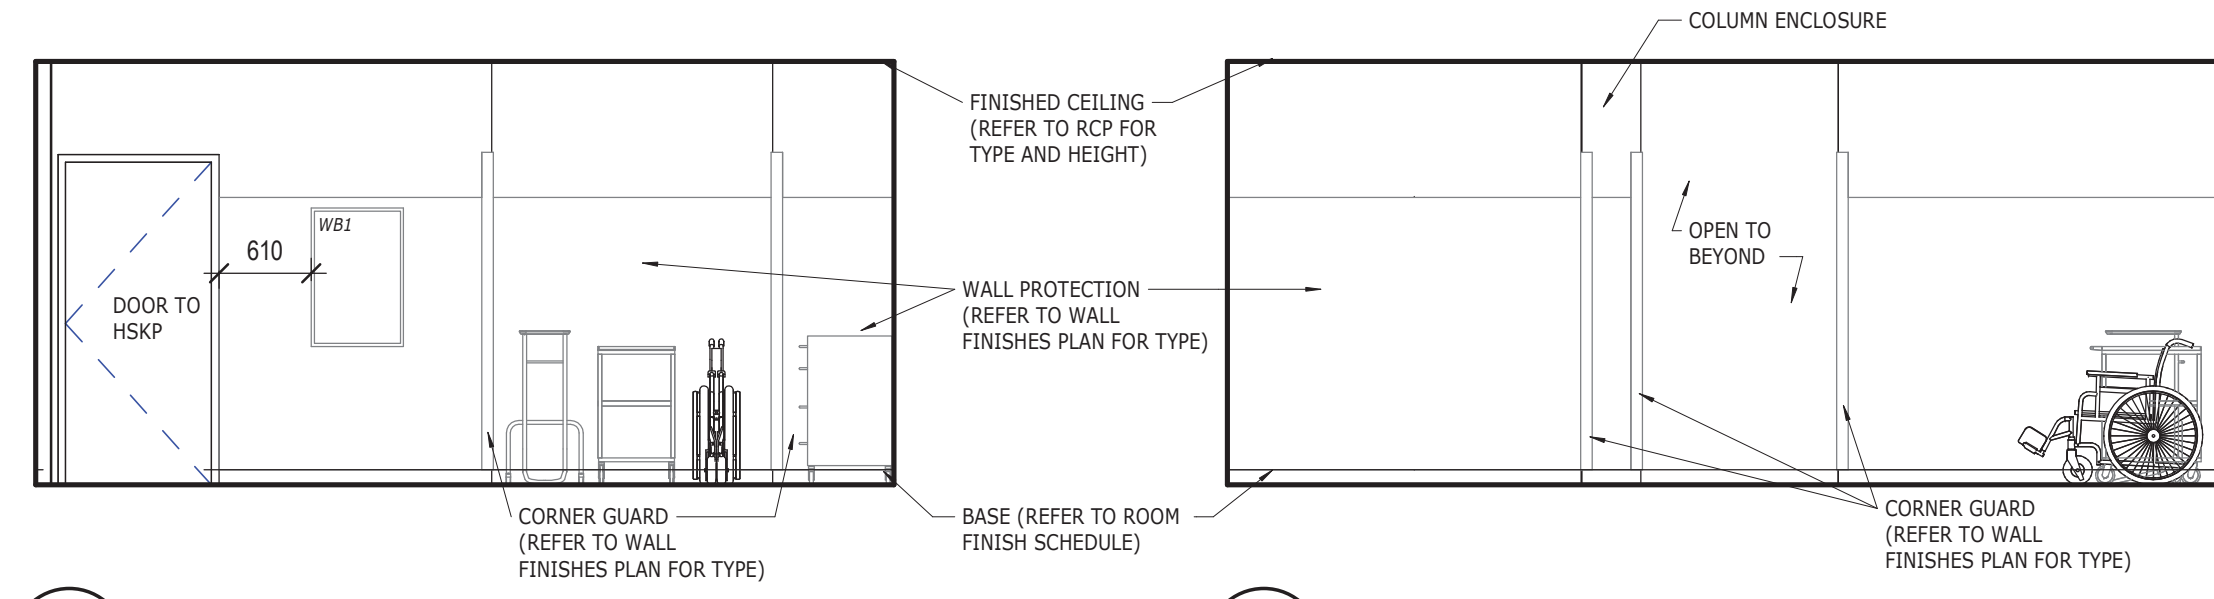 COLUMN ENCLOSURE
FINISHED CEILING
(REFER TO RCP FOR
TYPE AND HEIGHT)
WB1
610
DOOR TO
HSKP
OPEN TO
BEYOND
WALL PROTECTION
(REFER TO WALL
FINISHES PLAN FOR TYPE)
CORNER GUARD
(REFER TO WALL
FINISHES PLAN FOR TYPE)
BASE (REFER TO ROOM
FINISH SCHEDULE)
CORNER GUARD
(REFER TO WALL
FINISHES PLAN FOR TYPE)